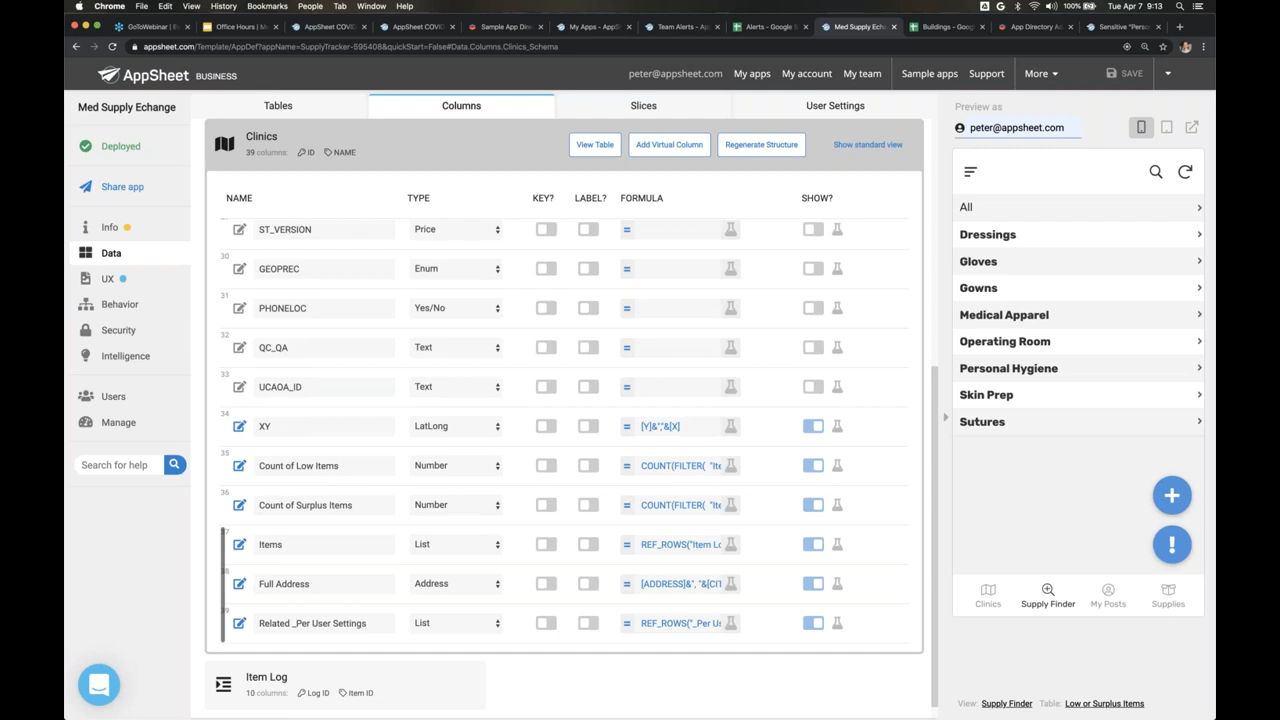 Chrome File Edit View History Bookmarks People Tab Window Help 100% Tue Apr 7 9:13
GoToWebinar Office Hours AppSheet COVI AppSheet COVI Sample App Di My Apps - AppS Team Alerts - Ap Alerts - Google Med Supply Echan Buildings - Goog App Directory A Sensitive "Perso
appsheet.com/Template/AppDef?appName=SupplyTracker-595408&quickStart=False#Data.Columns.Clinics_Schema
AppSheet BUSINESS peter@appsheet.com My apps My account My team Sample apps Support More SAVE
Med Supply Echange
Deployed
Share app
Info
Data
UX
Behavior
Security
Intelligence
Users
Manage
Search for help
Tables Columns Slices User Settings
Clinics
39 columns: ID NAME
View Table Add Virtual Column Regenerate Structure Show standard view
NAME TYPE KEY? LABEL? FORMULA SHOW?
ST_VERSION Price =
30
GEOPREC Enum =
31
PHONELOC Yes/No =
32
QC_QA Text =
33
UCAOA_ID Text =
34
XY LatLong = [Y]&","&[X]
35
Count of Low Items Number = COUNT(FILTER( "Ite
36
Count of Surplus Items Number = COUNT(FILTER( "Ite
Items List = REF_ROWS("Item Lo
Full Address Address = [ADDRESS]&", "&[CIT
Related _Per User Settings List = REF_ROWS("_Per Us
Item Log
10 columns: Log ID Item ID
Preview as
peter@appsheet.com
All
Dressings
Gloves
Gowns
Medical Apparel
Operating Room
Personal Hygiene
Skin Prep
Sutures
Clinics Supply Finder My Posts Supplies
View: Supply Finder Table: Low or Surplus Items